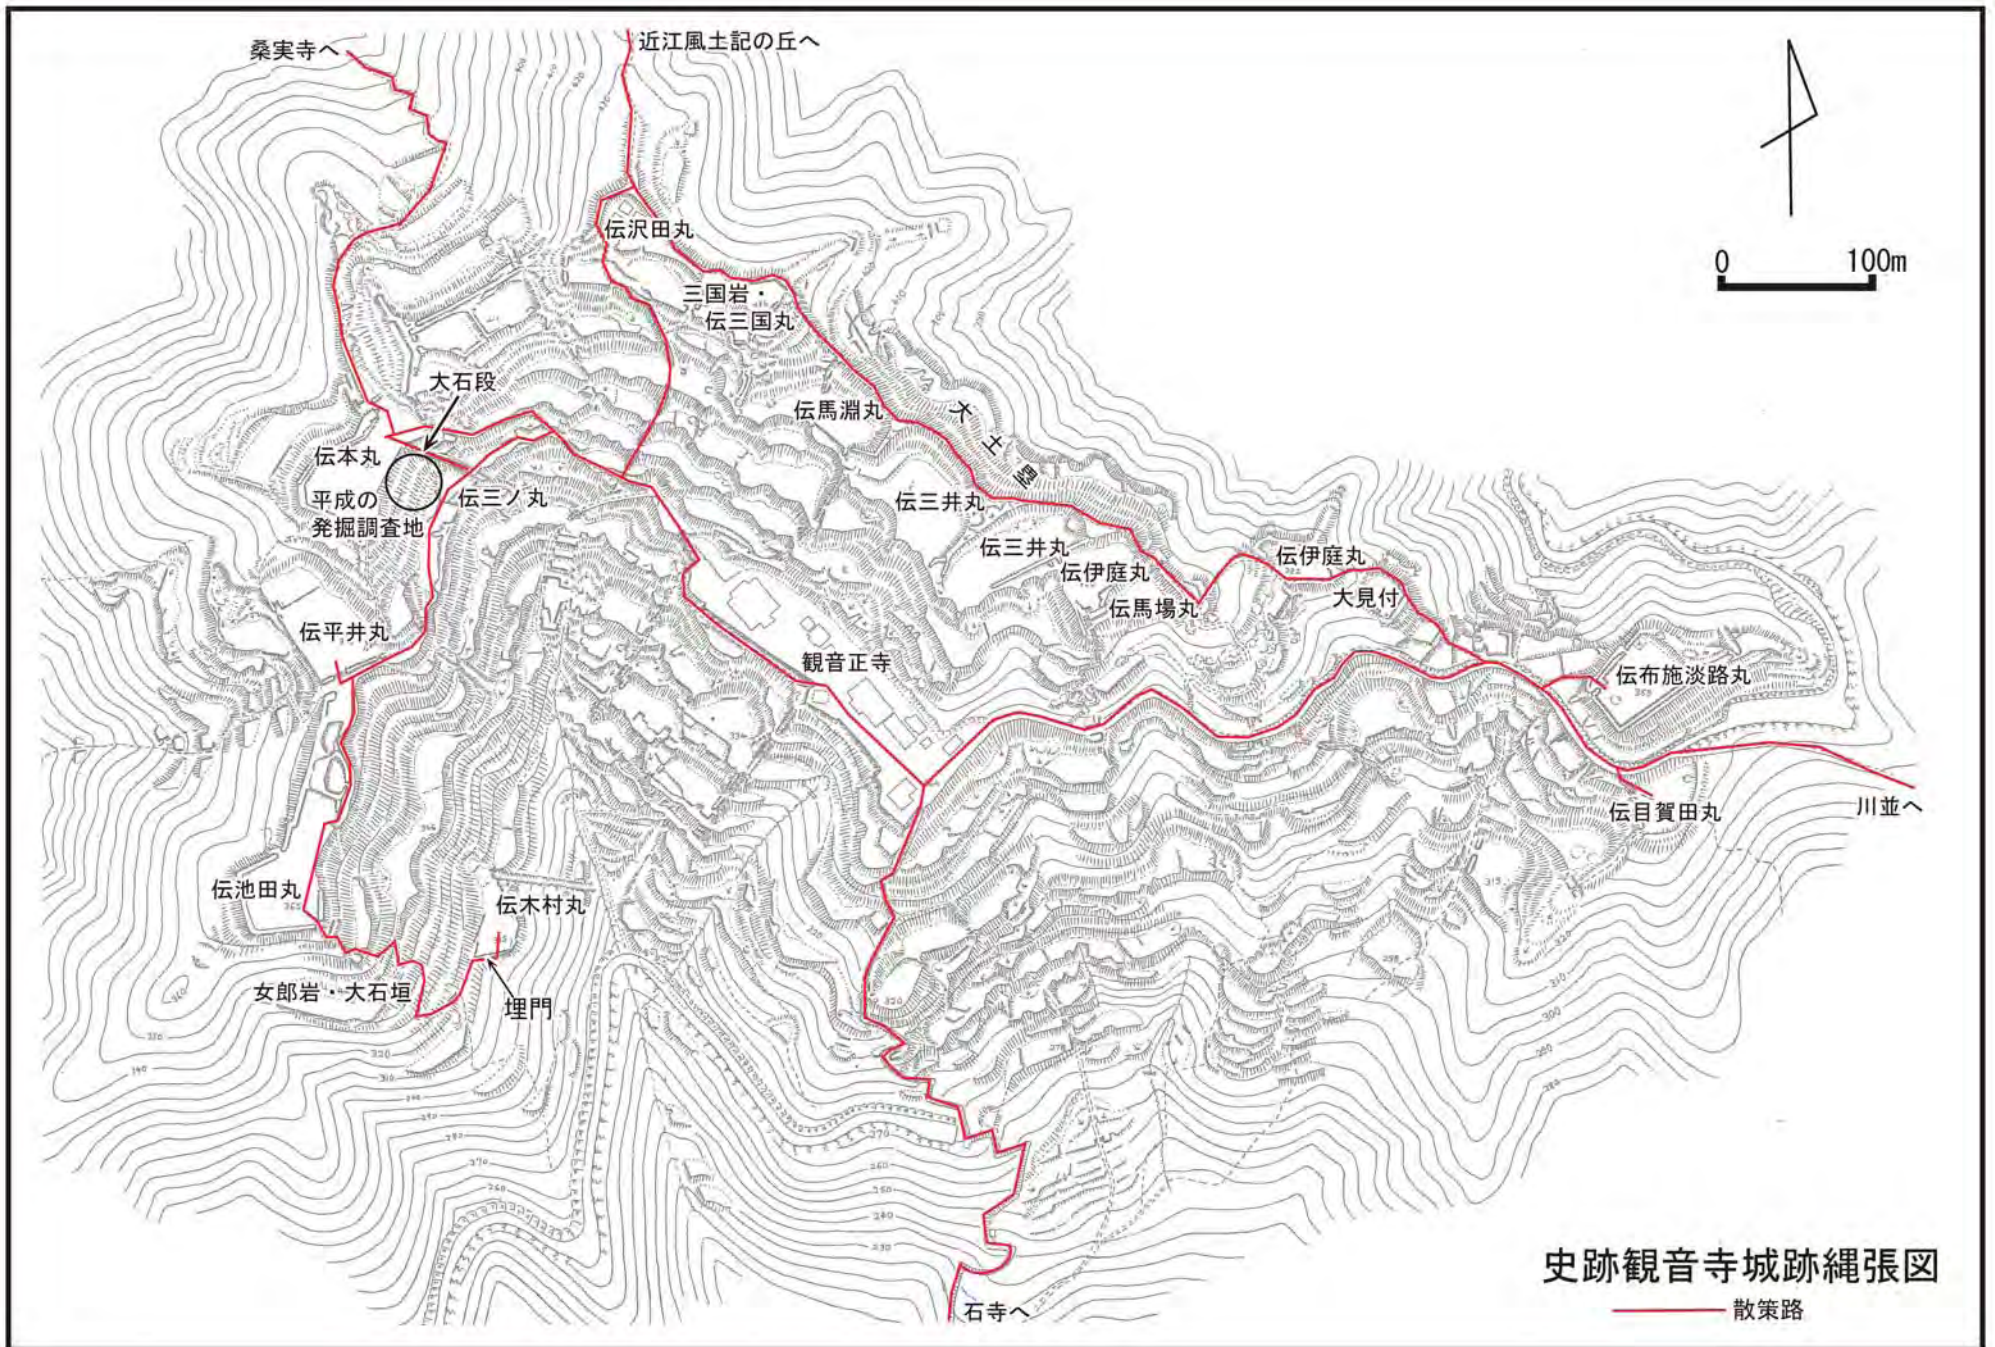 桑実寺へ
近江風土記の丘へ
伝沢田丸
0 100m
三国岩・
伝三国丸
大石段
伝馬淵丸
大土塁
伝本丸
平成の
発掘調査地
伝三ノ丸
伝三井丸
伝三井丸
伝伊庭丸
伝伊庭丸
伝馬場丸
大見付
伝平井丸
観音正寺
伝布施淡路丸
伝目賀田丸
川並へ
伝池田丸
伝木村丸
女郎岩・大石垣
埋門
320
270
260
250
石寺へ
史跡観音寺城跡縄張図
散策路